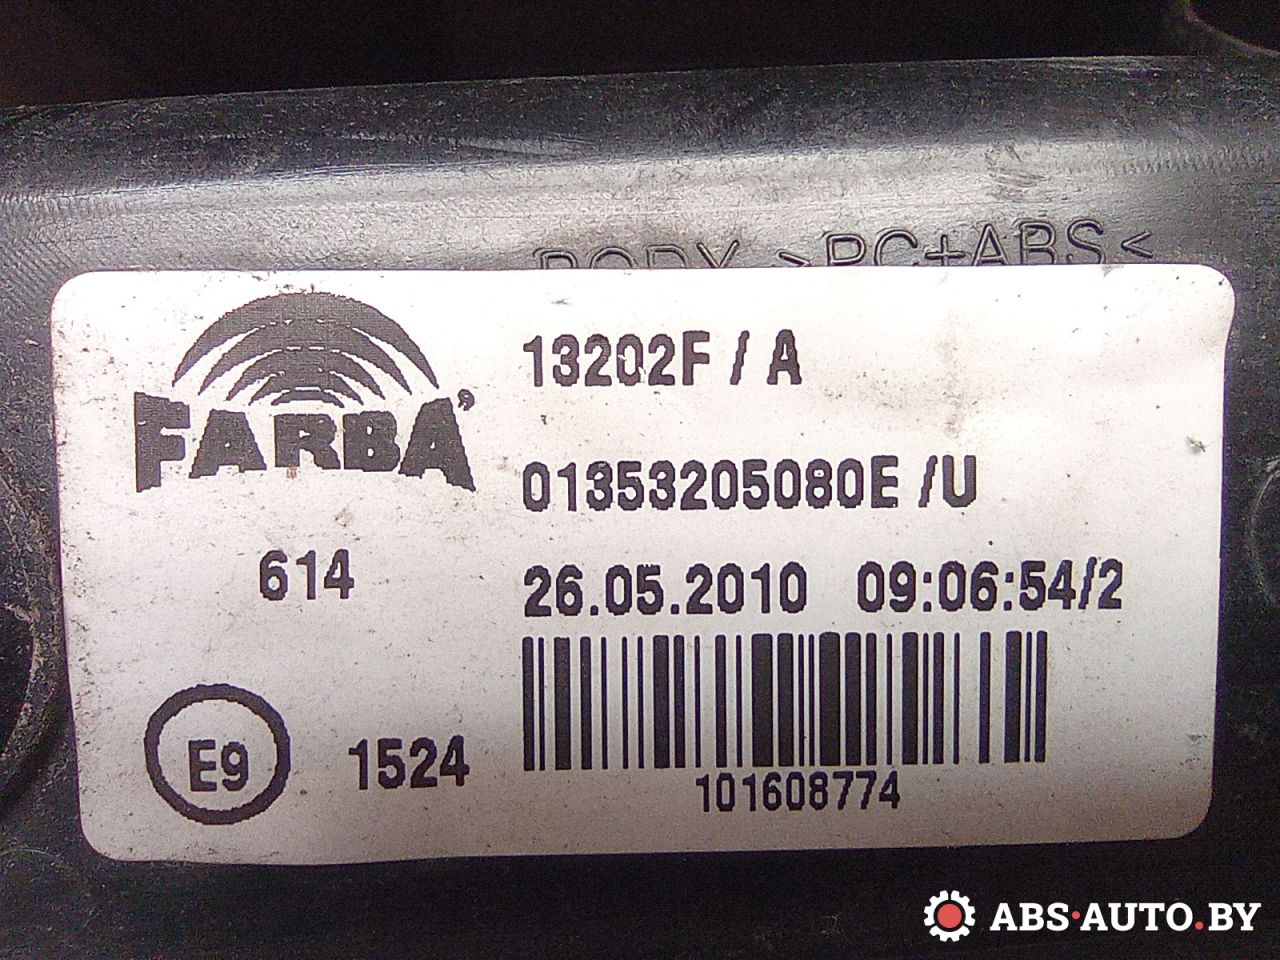 BODY >PC+ABS<
FARBA
13202F / A
01353205080E /U
614
26.05.2010 09:06:54/2
E9
1524
101608774
ABS·AUTO.BY